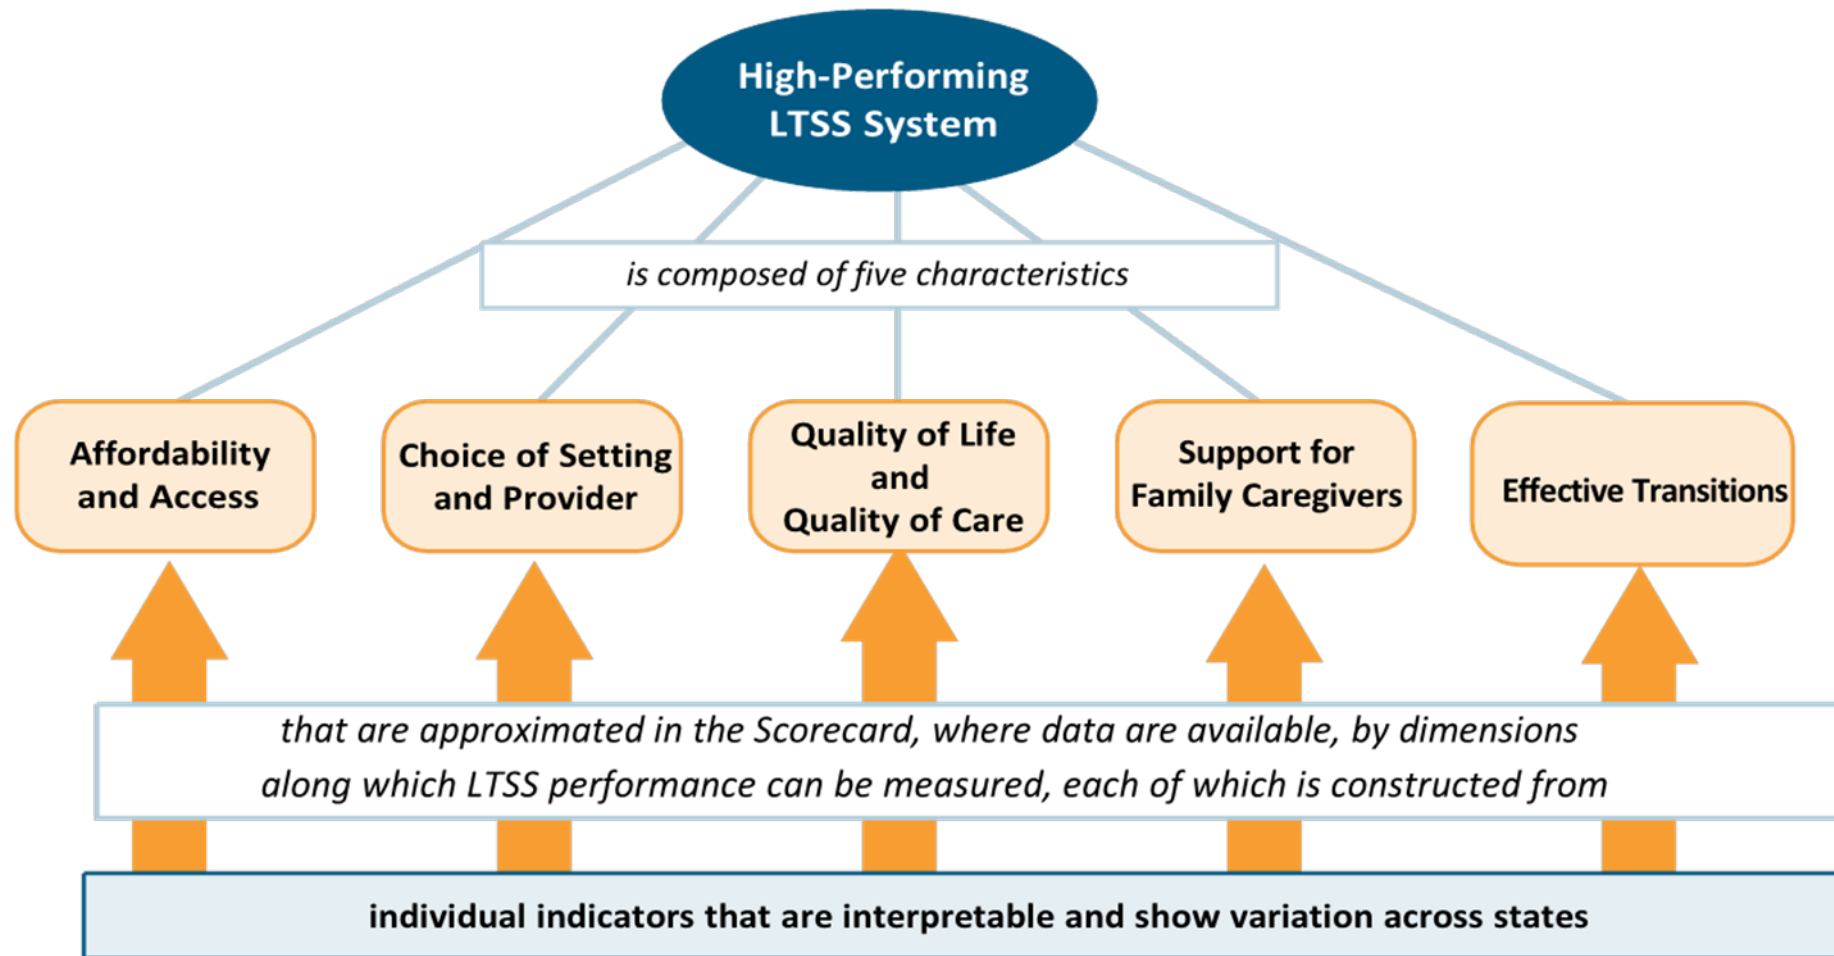 High-Performing
LTSS System
is composed of five characteristics
Affordability
and Access
Choice of Setting
and Provider
Quality of Life
and
Quality of Care
Support for
Family Caregivers
Effective Transitions
that are approximated in the Scorecard, where data are available, by dimensions
along which LTSS performance can be measured, each of which is constructed from
individual indicators that are interpretable and show variation across states